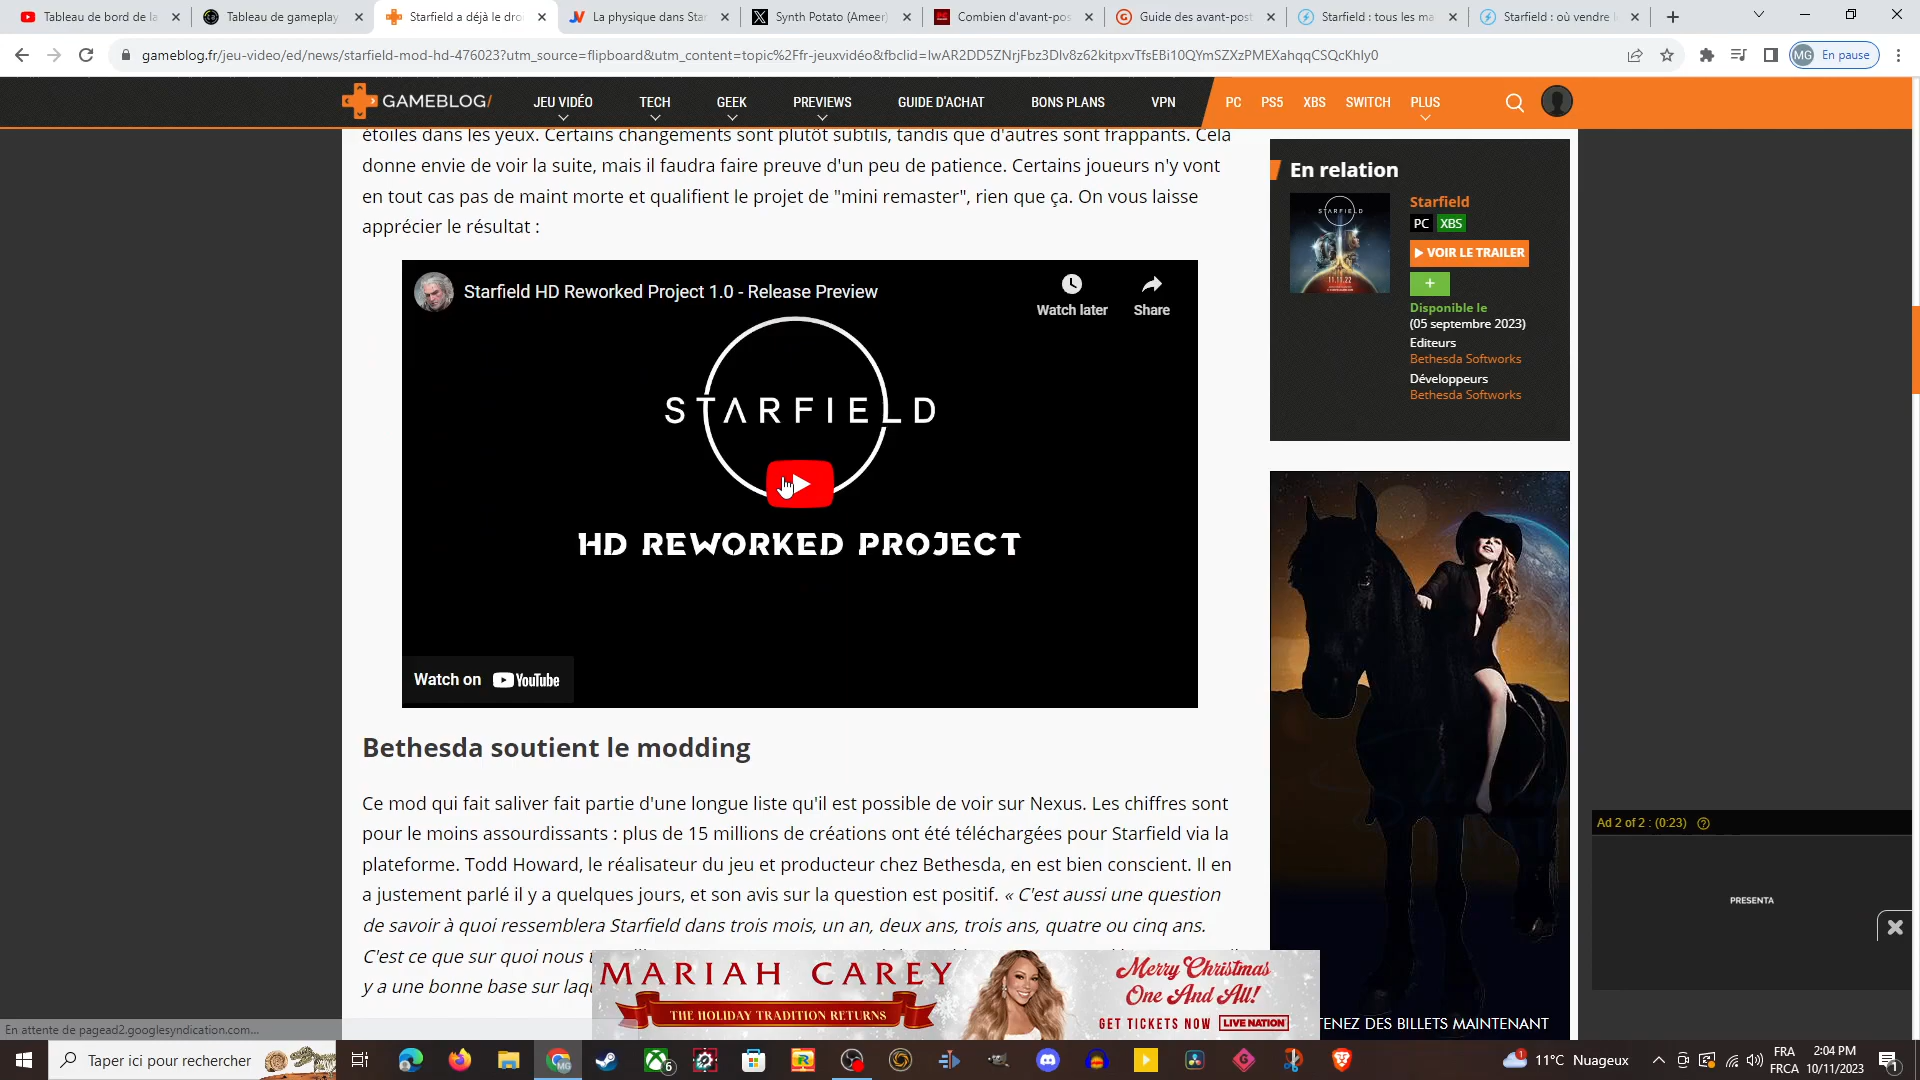 Tableau de bord de la
Tableau de gameplay
Starfield a déjà le dro
La physique dans Star
Synth Potato (Ameer)
Combien d'avant-pos
Guide des avant-post
Starfield : tous les ma
Starfield : où vendre
gameblog.fr/jeu-video/ed/news/starfield-mod-hd-476023?utm_source=flipboard&utm_content=topic%2Ffr-jeuxvidéo&fbclid=IwAR2DD5ZNrjFbz3Dlv8z62kitpxvTfsEBi10QYmSZXzPMEXahqqCSQcKhIy0
MG En pause
GAMEBLOG/
JEU VIDÉO
TECH
GEEK
PREVIEWS
GUIDE D'ACHAT
BONS PLANS
VPN
PC
PS5
XBS
SWITCH
PLUS
étoiles dans les yeux. Certains changements sont plutôt subtils, tandis que d'autres sont frappants. Cela
donne envie de voir la suite, mais il faudra faire preuve d'un peu de patience. Certains joueurs n'y vont
en tout cas pas de maint morte et qualifient le projet de "mini remaster", rien que ça. On vous laisse
apprécier le résultat :
Starfield HD Reworked Project 1.0 - Release Preview
Watch later
Share
STARFIELD
HD REWORKED PROJECT
Watch on YouTube
Bethesda soutient le modding
Ce mod qui fait saliver fait partie d'une longue liste qu'il est possible de voir sur Nexus. Les chiffres sont
pour le moins assourdissants : plus de 15 millions de créations ont été téléchargées pour Starfield via la
plateforme. Todd Howard, le réalisateur du jeu et producteur chez Bethesda, en est bien conscient. Il en
a justement parlé il y a quelques jours, et son avis sur la question est positif. « C'est aussi une question
de savoir à quoi ressemblera Starfield dans trois mois, un an, deux ans, trois ans, quatre ou cinq ans.
C'est ce que sur quoi nous
y a une bonne base sur
En relation
STARFIELD
11.11.22
Starfield
PC XBS
VOIR LE TRAILER
+
Disponible le
(05 septembre 2023)
Editeurs
Bethesda Softworks
Développeurs
Bethesda Softworks
TENEZ DES BILLETS MAINTENANT
Ad 2 of 2 : (0:23)
PRESENTA
MARIAH CAREY
THE HOLIDAY TRADITION RETURNS
Merry Christmas
One And All!
GET TICKETS NOW LIVE NATION
En attente de pagead2.googlesyndication.com...
Taper ici pour rechercher
6
MG
1
11°C Nuageux
FRA
FRCA
2:04 PM
10/11/2023
1